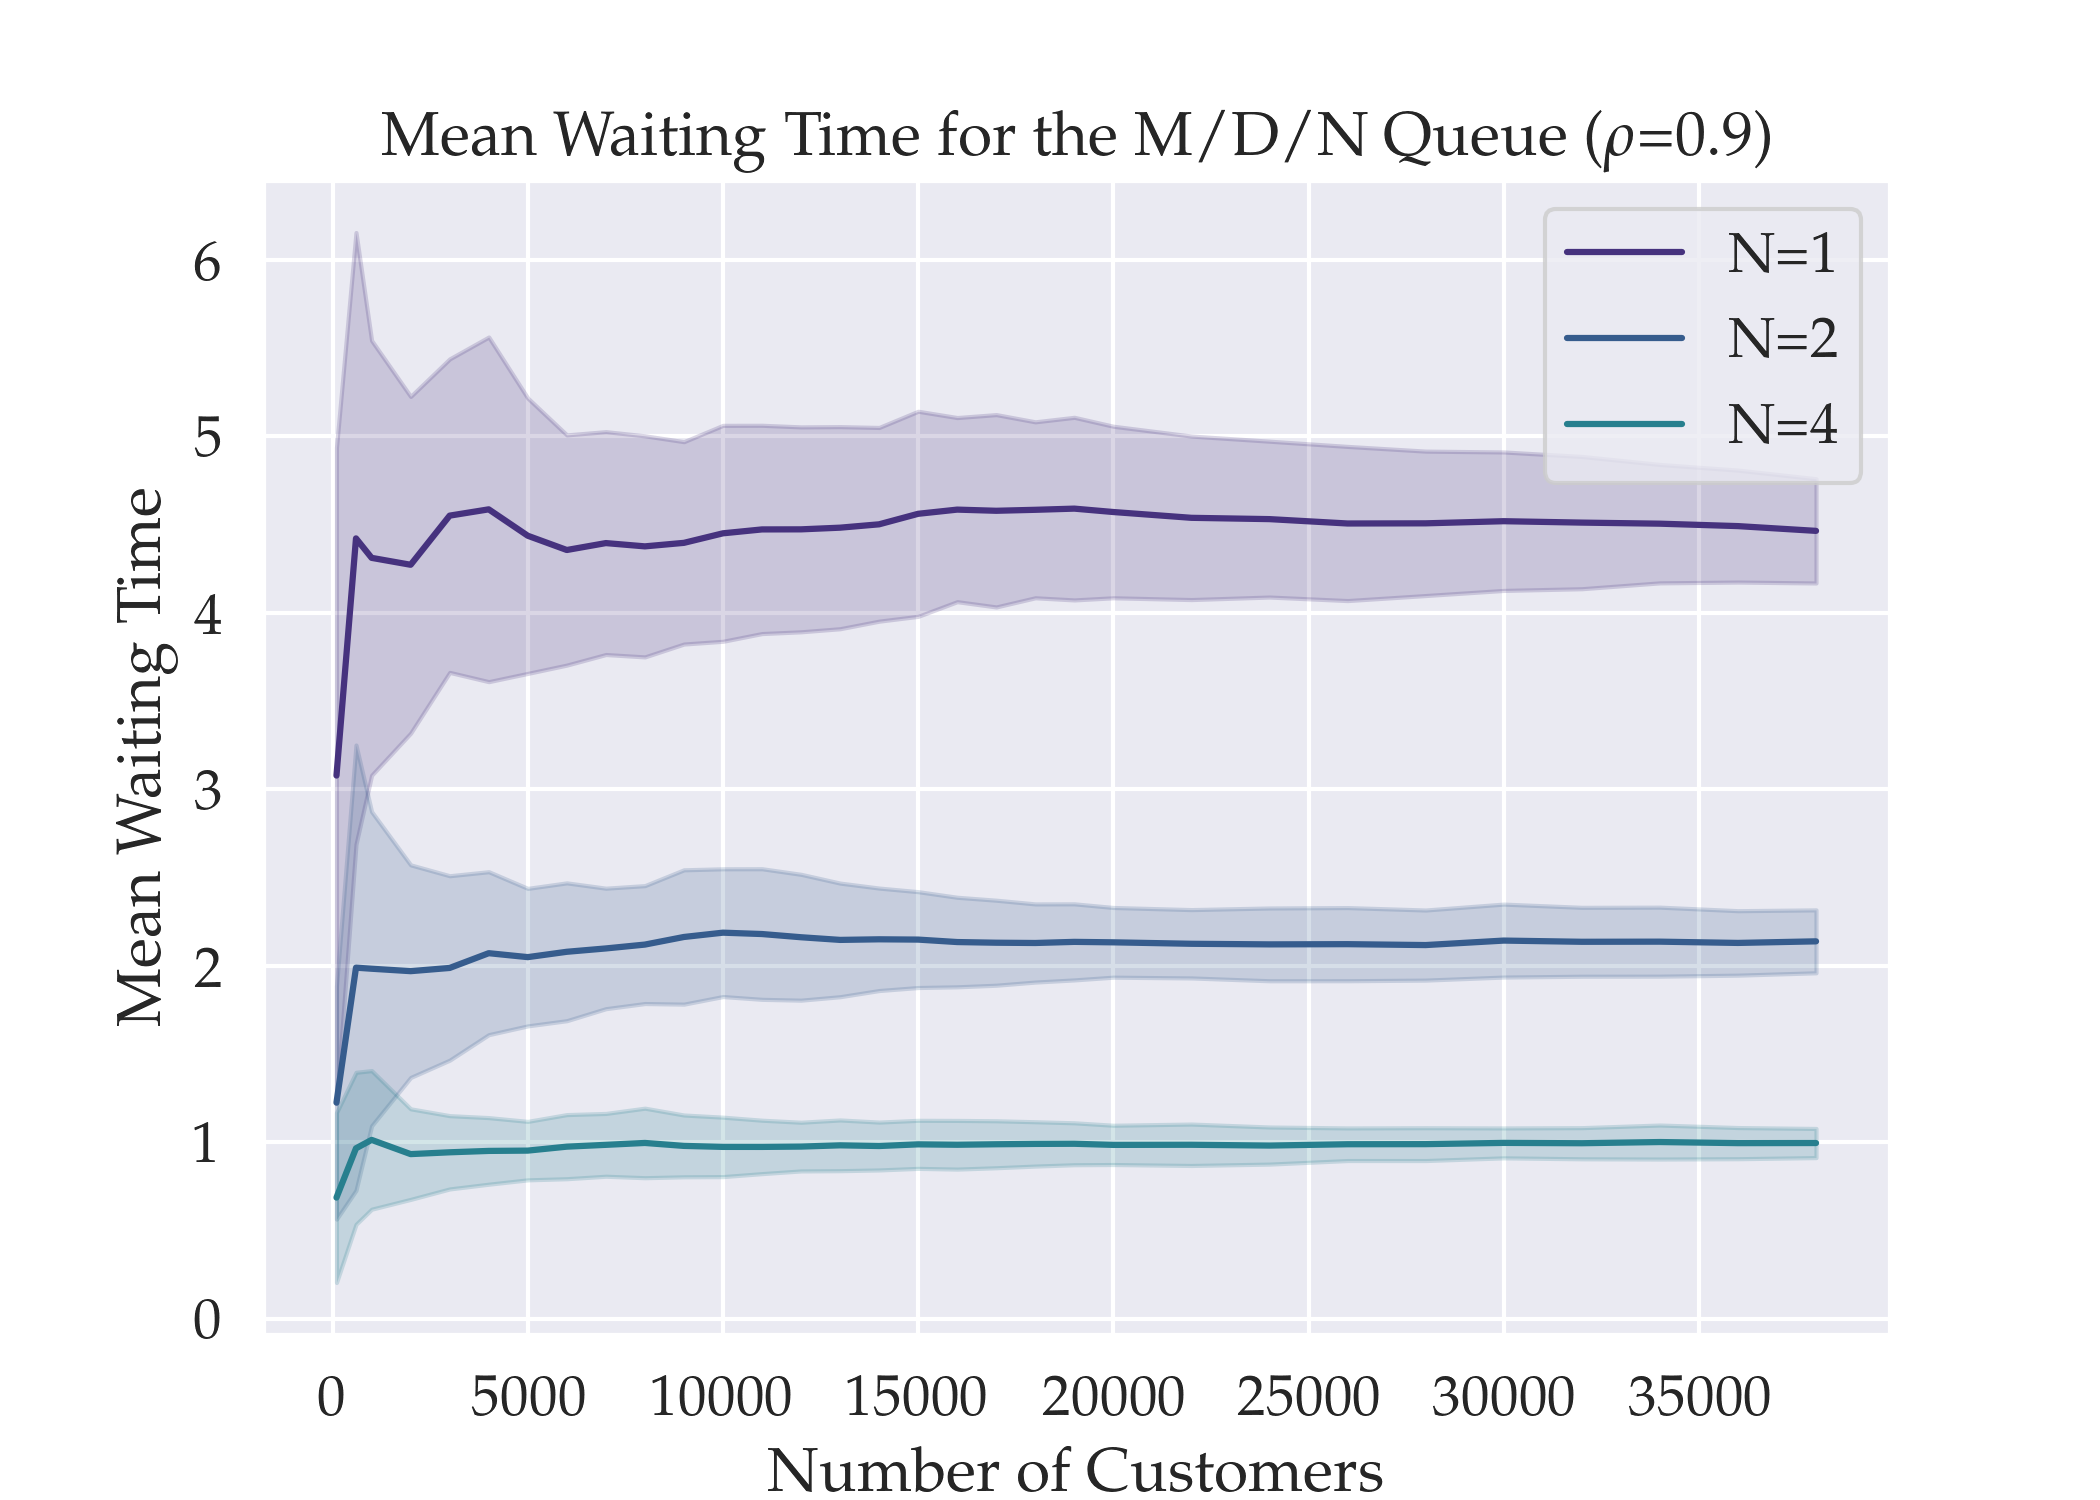 Mean Waiting Time for the M/D/N Queue (ρ=0.9)
N=1
N=2
N=4
Mean Waiting Time
6
5
4
3
2
1
0
0 5000 10000 15000 20000 25000 30000 35000
Number of Customers